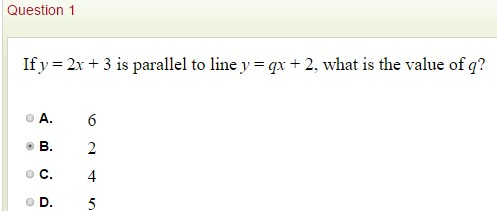 Question 1
If y = 2x + 3 is parallel to line y = qx + 2, what is the value of q?
A. 6
B. 2
C. 4
D. 5